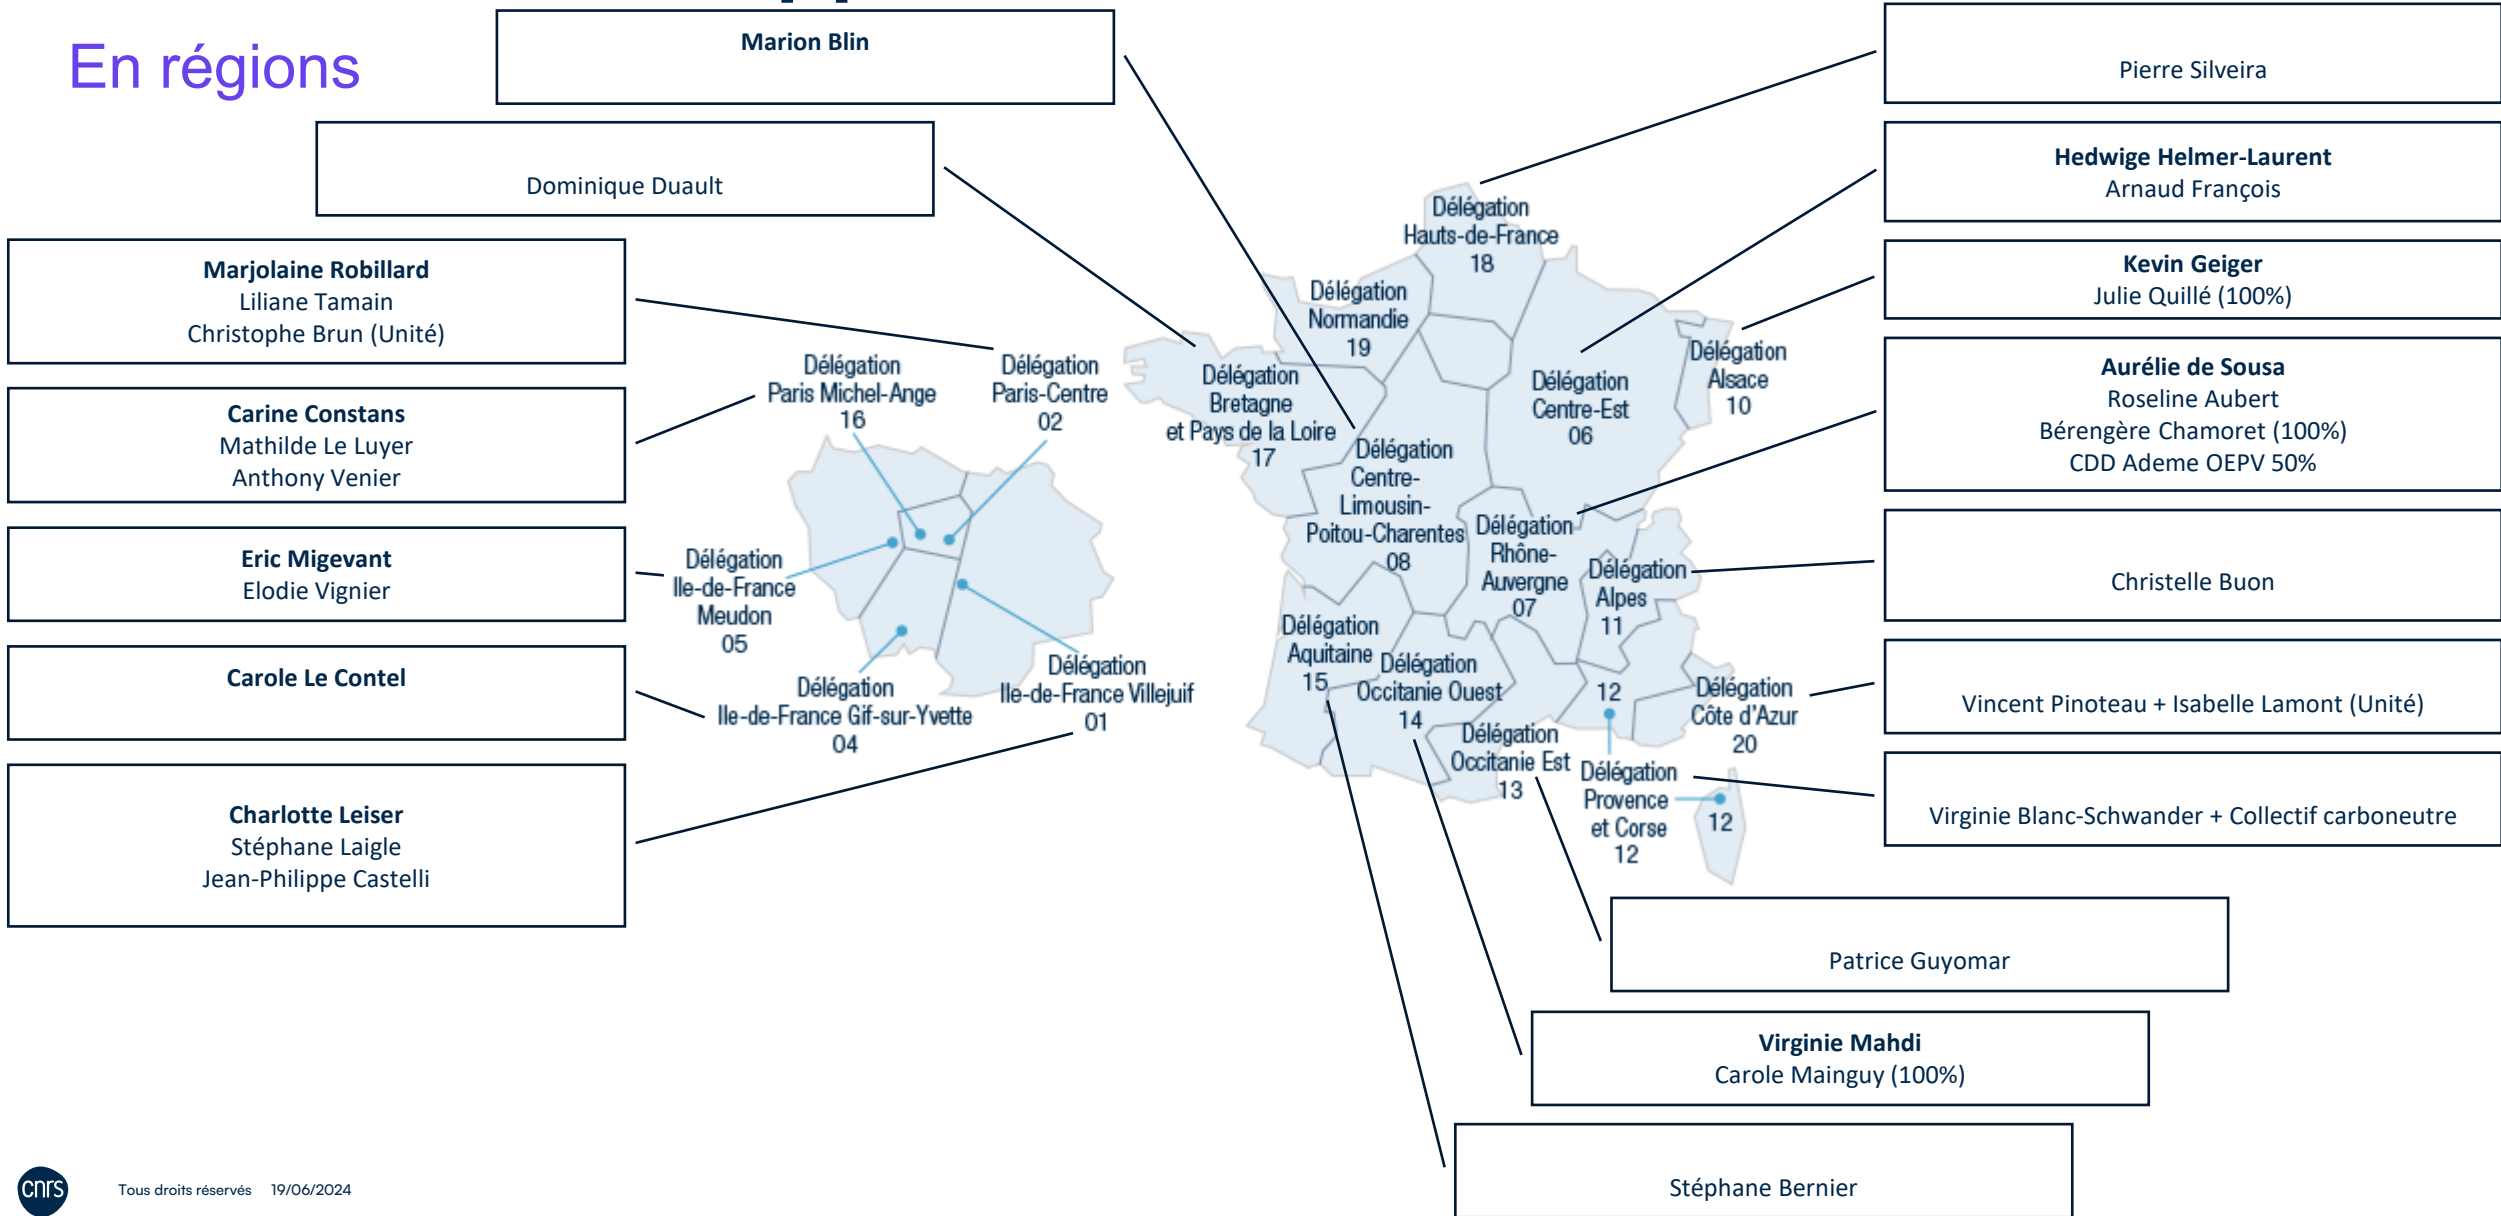 En régions
Marion Blin
Dominique Duault
Marjolaine Robillard
Liliane Tamain
Christophe Brun (Unité)
Carine Constans
Mathilde Le Luyer
Anthony Venier
Eric Migevant
Elodie Vignier
Carole Le Contel
Charlotte Leiser
Stéphane Laigle
Jean-Philippe Castelli
Délégation
Paris Michel-Ange
16
Délégation
Paris-Centre
02
Délégation
Ile-de-France
Meudon
05
Délégation
Ile-de-France Gif-sur-Yvette
04
Délégation
Ile-de-France Villejuif
01
Délégation
Hauts-de-France
18
Délégation
Normandie
19
Délégation
Bretagne
et Pays de la Loire
17
Délégation
Centre-
Limousin-
Poitou-Charentes
08
Délégation
Centre-Est
06
Délégation
Alsace
10
Délégation
Rhône-
Auvergne
07
Délégation
Alpes
11
Délégation
Aquitaine
15
Délégation
Occitanie Ouest
14
Délégation
Occitanie Est
13
12
Délégation
Provence
et Corse
12
12
Délégation
Côte d'Azur
20
Pierre Silveira
Hedwige Helmer-Laurent
Arnaud François
Kevin Geiger
Julie Quillé (100%)
Aurélie de Sousa
Roseline Aubert
Bérengère Chamoret (100%)
CDD Ademe OEPV 50%
Christelle Buon
Vincent Pinoteau + Isabelle Lamont (Unité)
Virginie Blanc-Schwander + Collectif carboneutre
Patrice Guyomar
Virginie Mahdi
Carole Mainguy (100%)
Stéphane Bernier
cnrs
Tous droits réservés 19/06/2024